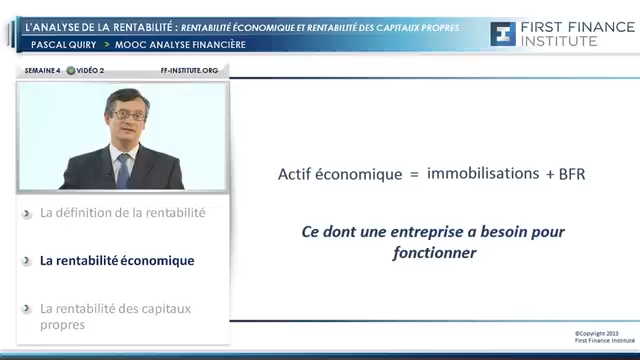 L'ANALYSE DE LA RENTABILITÉ : RENTABILITÉ ÉCONOMIQUE ET RENTABILITÉ DES CAPITAUX PROPRES
PASCAL QUIRY > MOOC ANALYSE FINANCIÈRE
FIRST FINANCE
INSTITUTE
SEMAINE 4 VIDÉO 2 FF-INSTITUTE.ORG
La définition de la rentabilité
La rentabilité économique
La rentabilité des capitaux
propres
Actif économique = immobilisations + BFR
Ce dont une entreprise a besoin pour
fonctionner
©Copyright 2013
First Finance Institute